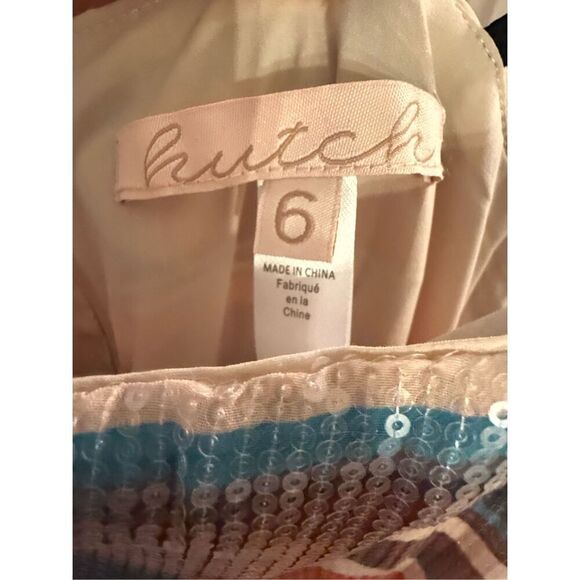 hutch
6
MADE IN CHINA
Fabriqué
en la
Chine